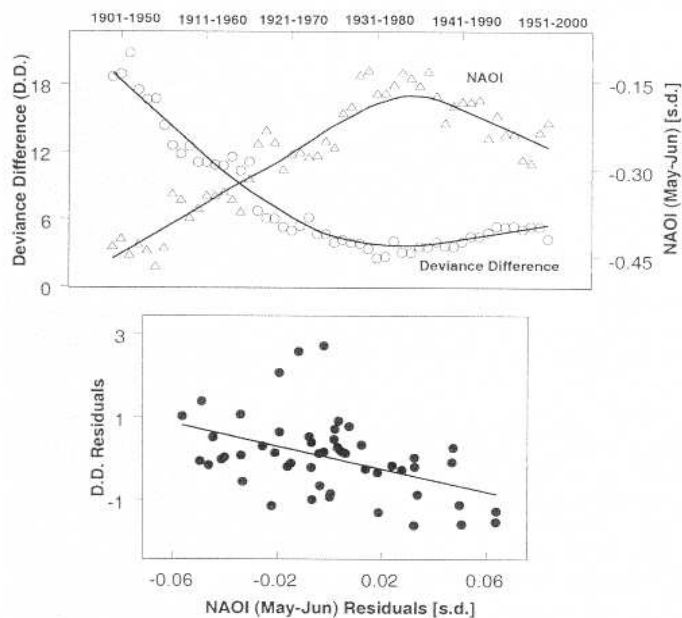 1901-1950 1911-1960 1921-1970 1931-1980 1941-1990 1951-2000
Deviance Difference (D.D.)
18
12
6
0
NAOI
Deviance Difference
-0.15
-0.30
-0.45
NAOI (May-Jun) [s.d.]
D.D. Residuals
3
1
-1
-0.06 -0.02 0.02 0.06
NAOI (May-Jun) Residuals [s.d.]